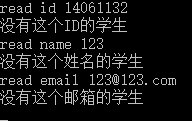 read id 14061132
没有这个ID的学生
read name 123
没有这个姓名的学生
read email 123@123.com
没有这个邮箱的学生